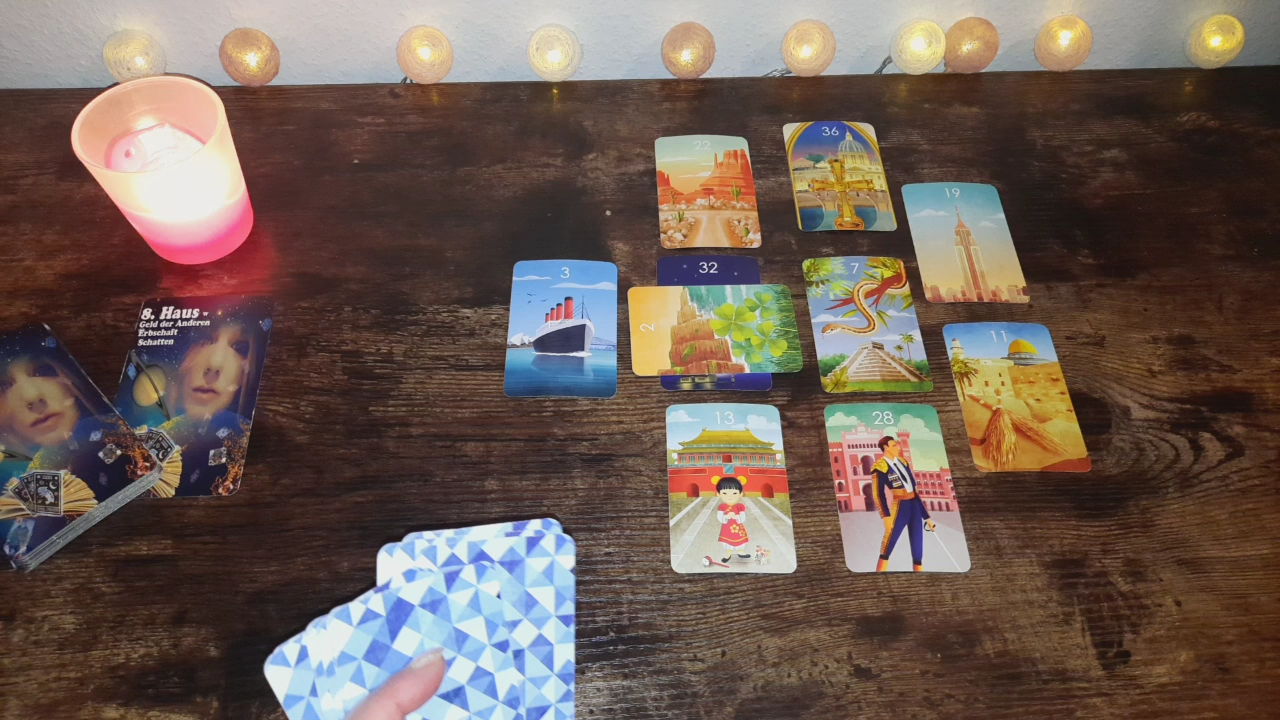 8. Haus
Geld der Anderen
Erbschaft
Schatten
22
36
19
3
32
2
7
11
13
28